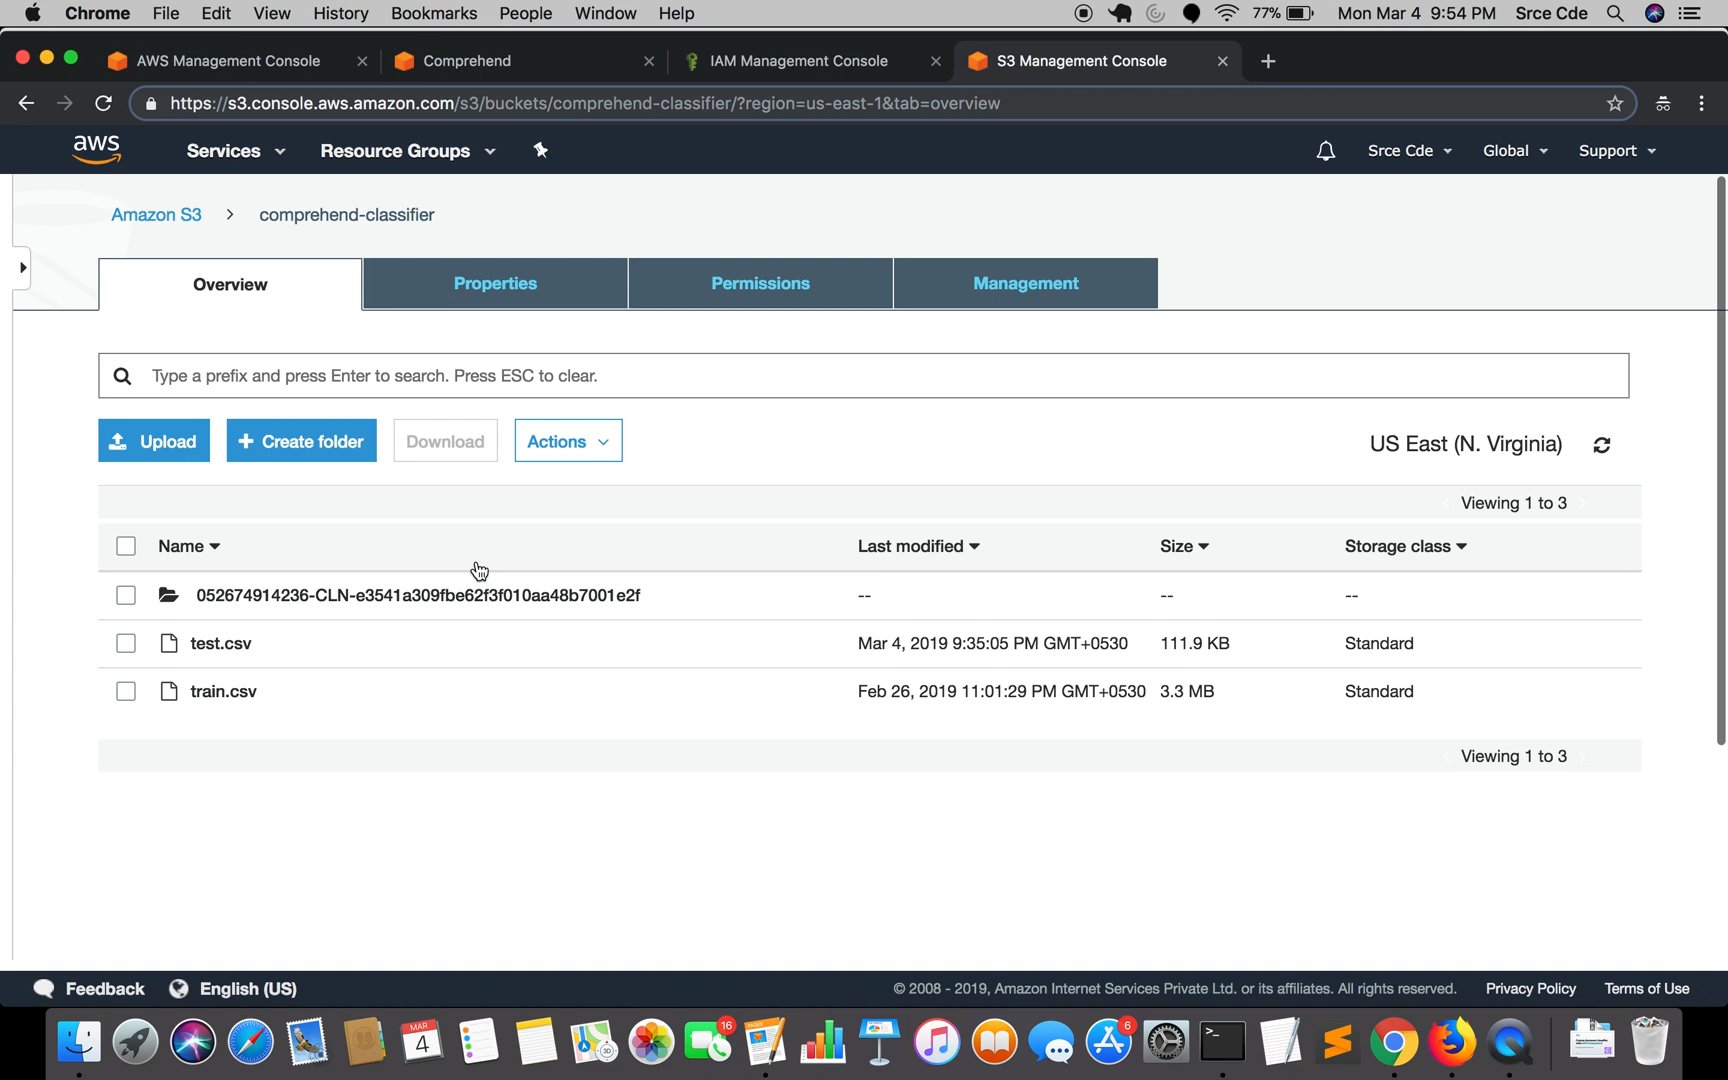 Chrome File Edit View History Bookmarks People Window Help 77% Mon Mar 4 9:54 PM Srce Cde
AWS Management Console Comprehend IAM Management Console S3 Management Console
https://s3.console.aws.amazon.com/s3/buckets/comprehend-classifier/?region=us-east-1&tab=overview
aws Services Resource Groups Srce Cde Global Support
Amazon S3 > comprehend-classifier
Overview Properties Permissions Management
Type a prefix and press Enter to search. Press ESC to clear.
Upload + Create folder Download Actions US East (N. Virginia)
Viewing 1 to 3
Name Last modified Size Storage class
052674914236-CLN-e3541a309fbe62f3f010aa48b7001e2f -- -- --
test.csv Mar 4, 2019 9:35:05 PM GMT+0530 111.9 KB Standard
train.csv Feb 26, 2019 11:01:29 PM GMT+0530 3.3 MB Standard
Viewing 1 to 3
Feedback English (US) © 2008 - 2019, Amazon Internet Services Private Ltd. or its affiliates. All rights reserved. Privacy Policy Terms of Use
MAR 16 6
4 3D